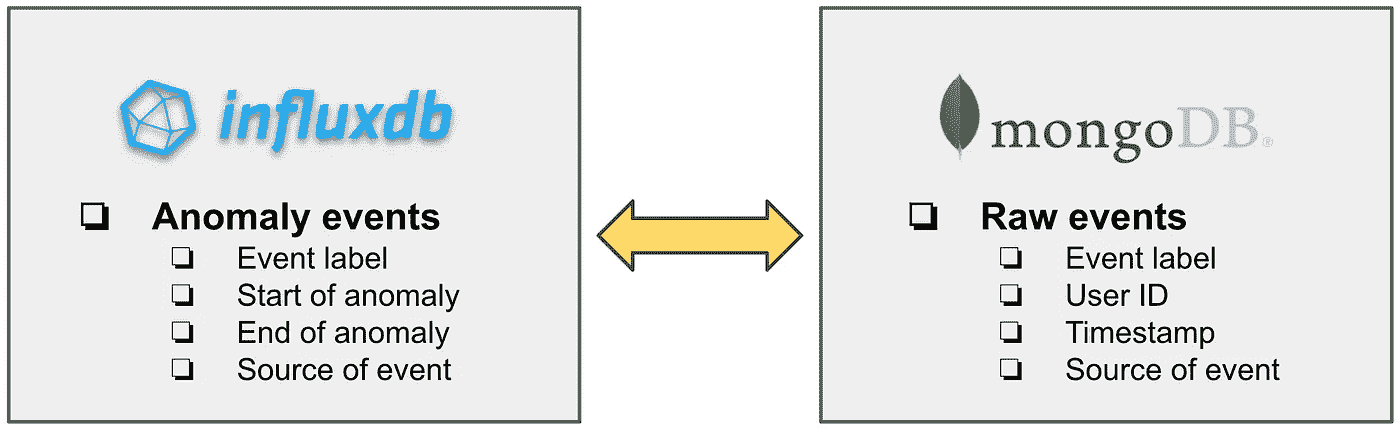 influxdb
Anomaly events
Event label
Start of anomaly
End of anomaly
Source of event
mongoDB®
Raw events
Event label
User ID
Timestamp
Source of event